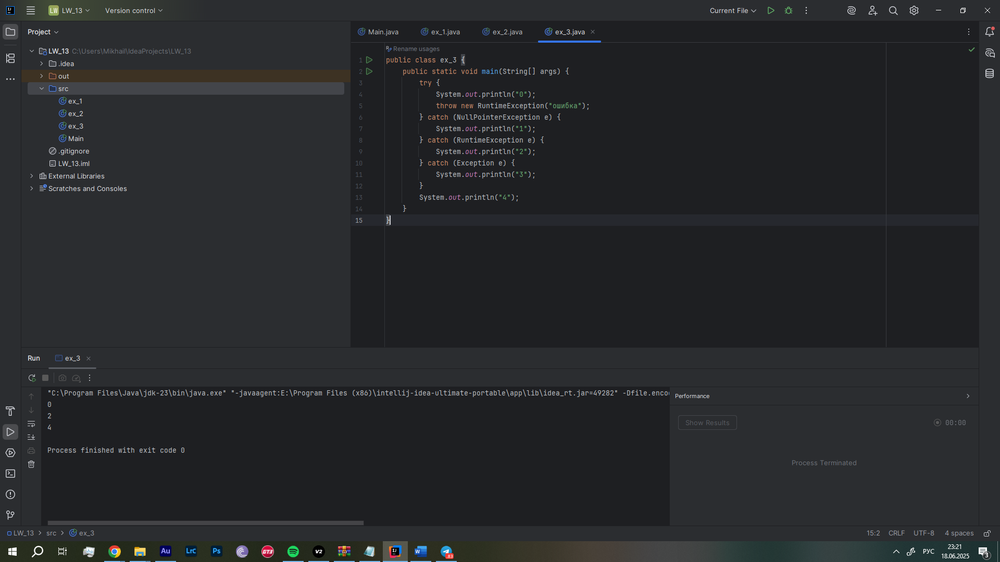 LW LW_13 Version control Current File
Project
Main.java ex_1.java ex_2.java ex_3.java
LW_13 C:\Users\Mikhail\IdeaProjects\LW_13
.idea
out
src
ex_1
ex_2
ex_3
Main
.gitignore
LW_13.iml
External Libraries
Scratches and Consoles
Rename usages
1 public class ex_3 {
2 public static void main(String[] args) {
3 try {
4 System.out.println("0");
5 throw new RuntimeException("ошибка");
6 } catch (NullPointerException e) {
7 System.out.println("1");
8 } catch (RuntimeException e) {
9 System.out.println("2");
10 } catch (Exception e) {
11 System.out.println("3");
12 }
13 System.out.println("4");
14 }
15 }
Run ex_3
"C:\Program Files\Java\jdk-23\bin\java.exe" "-javaagent:E:\Program Files (x86)\intellij-idea-ultimate-portable\app\lib\idea_rt.jar=49282" -Dfile.enco
0
2
4
Process finished with exit code 0
Performance
Show Results 00:00
Process Terminated
LW_13 src ex_3 15:2 CRLF UTF-8 4 spaces
Au LrC Ps GT3 V2 IJ W 83 РУС 23:21 18.06.2025 3